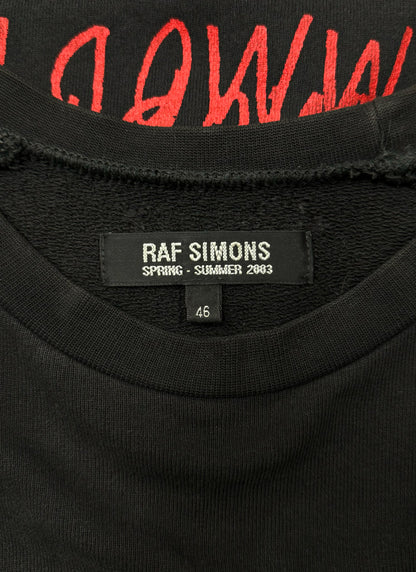 RAF SIMONS
SPRING - SUMMER 2003
46